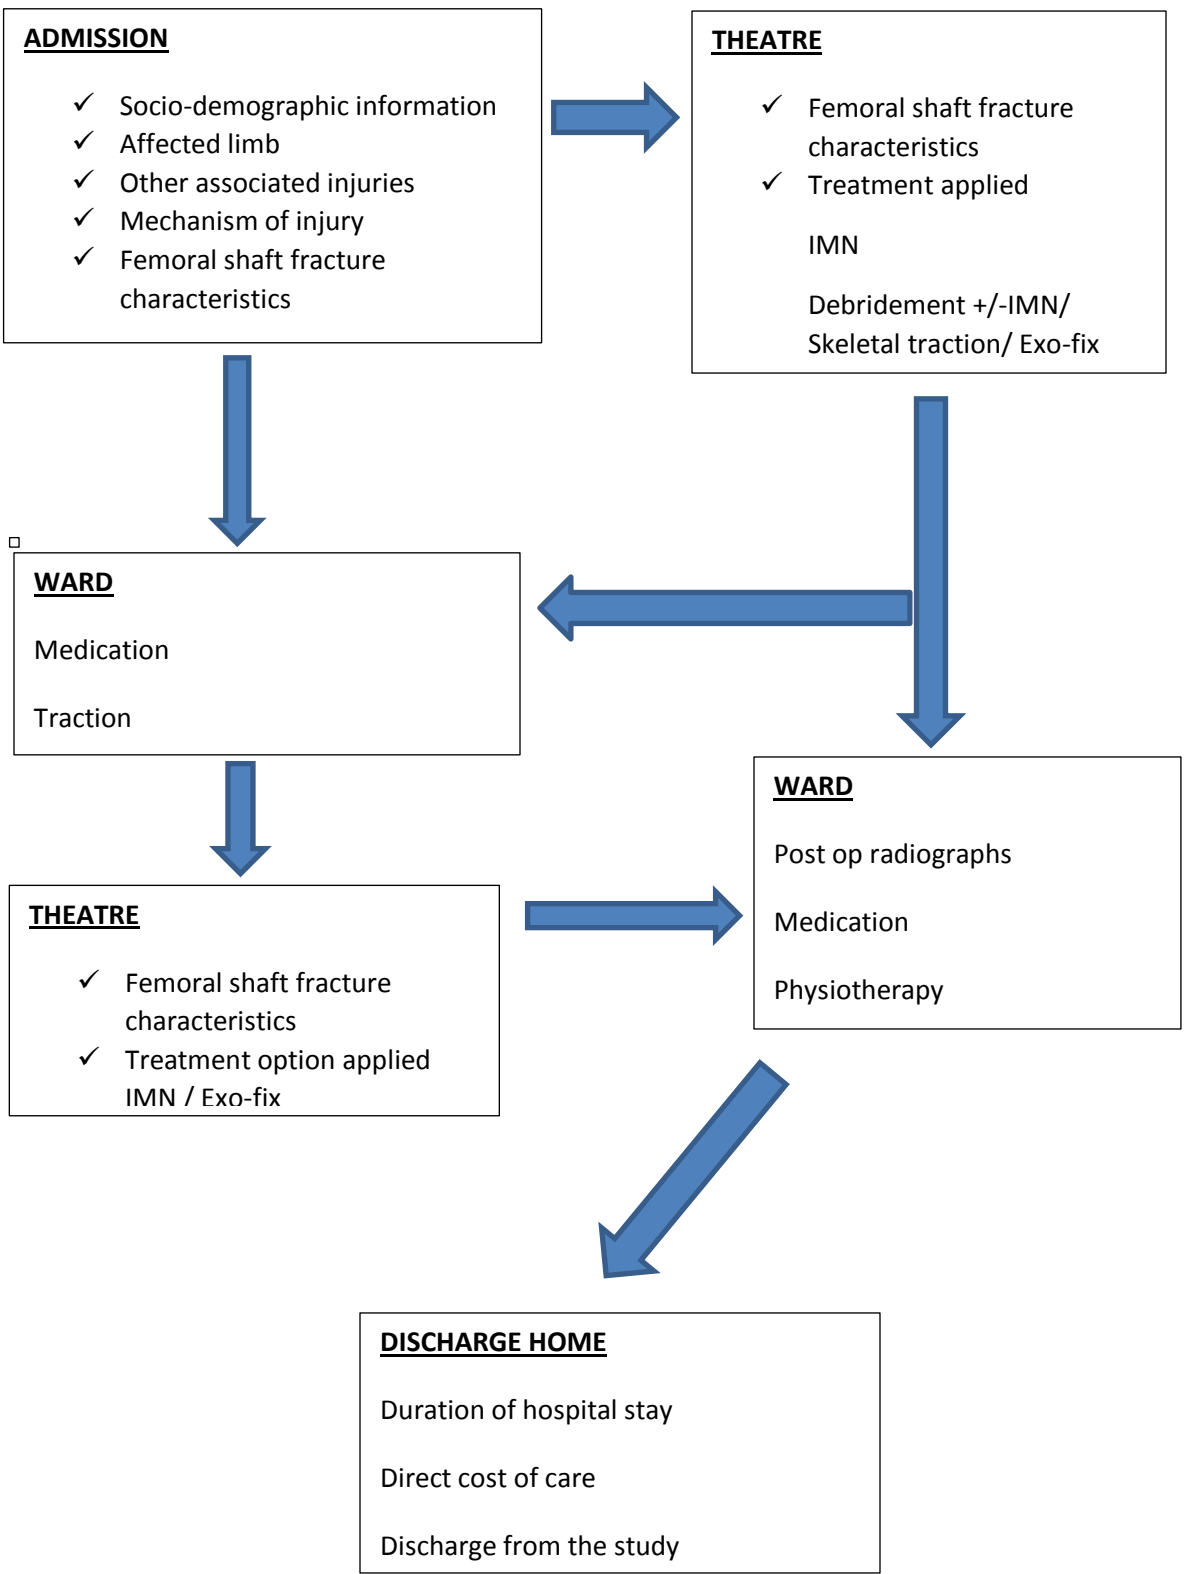 ADMISSION
✓ Socio-demographic information
✓ Affected limb
✓ Other associated injuries
✓ Mechanism of injury
✓ Femoral shaft fracture
characteristics
THEATRE
✓ Femoral shaft fracture
characteristics
✓ Treatment applied
IMN
Debridement +/-IMN/
Skeletal traction/ Exo-fix
WARD
Medication
Traction
WARD
Post op radiographs
Medication
Physiotherapy
THEATRE
✓ Femoral shaft fracture
characteristics
✓ Treatment option applied
IMN / Exo-fix
DISCHARGE HOME
Duration of hospital stay
Direct cost of care
Discharge from the study